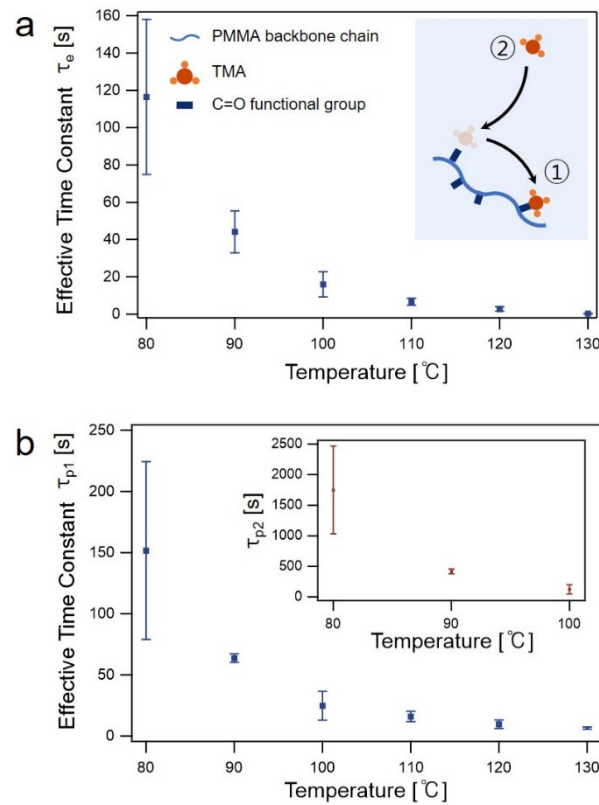 a
160
140
120
100
80
60
40
20
0
Effective Time Constant τe [s]
PMMA backbone chain
TMA
C=O functional group
②
①
80 90 100 110 120 130
Temperature [℃]
b
250
200
150
100
50
0
Effective Time Constant τp1 [s]
2500
2000
1500
1000
500
0
τp2 [s]
80 90 100
Temperature [℃]
80 90 100 110 120 130
Temperature [℃]